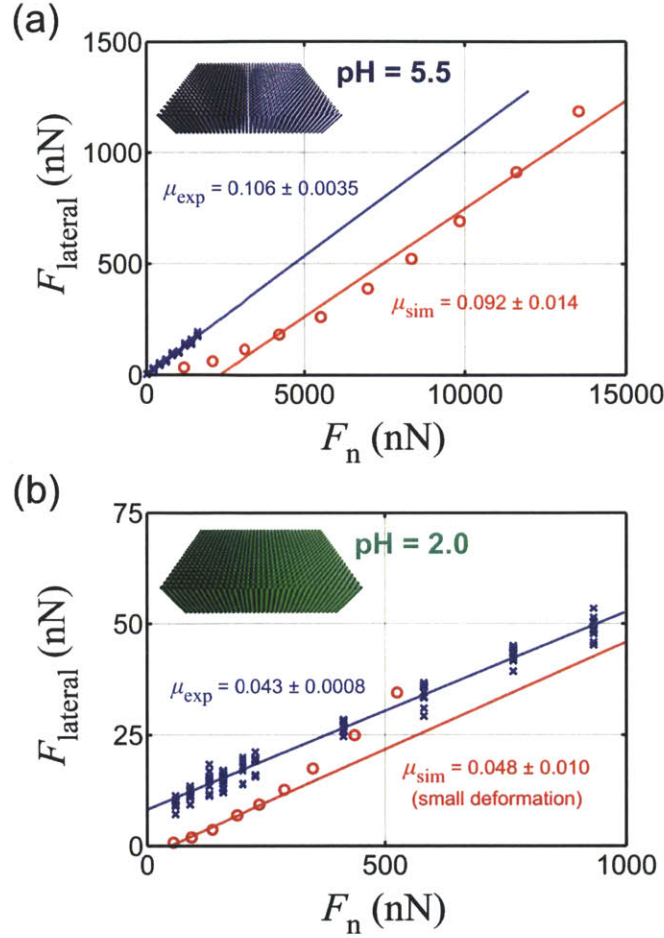 (a)
1500
1000
500
0
F_lateral (nN)
pH = 5.5
μ_exp = 0.106 ± 0.0035
μ_sim = 0.092 ± 0.014
0 5000 10000 15000
F_n (nN)
(b)
75
50
25
0
F_lateral (nN)
pH = 2.0
μ_exp = 0.043 ± 0.0008
μ_sim = 0.048 ± 0.010
(small deformation)
0 500 1000
F_n (nN)